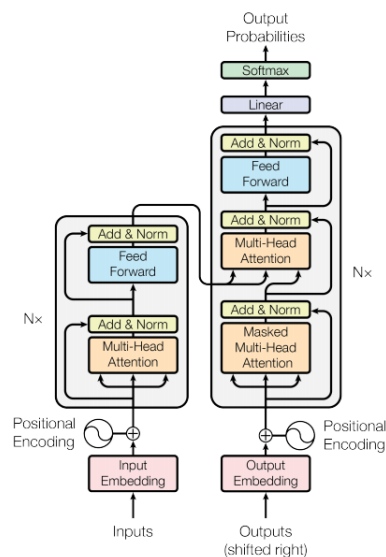 Output
Probabilities
Softmax
Linear
Add & Norm
Feed
Forward
Add & Norm
Multi-Head
Attention
Add & Norm
Masked
Multi-Head
Attention
Nx
Add & Norm
Feed
Forward
Nx
Add & Norm
Multi-Head
Attention
Positional
Encoding
Positional
Encoding
Input
Embedding
Output
Embedding
Inputs
Outputs
(shifted right)